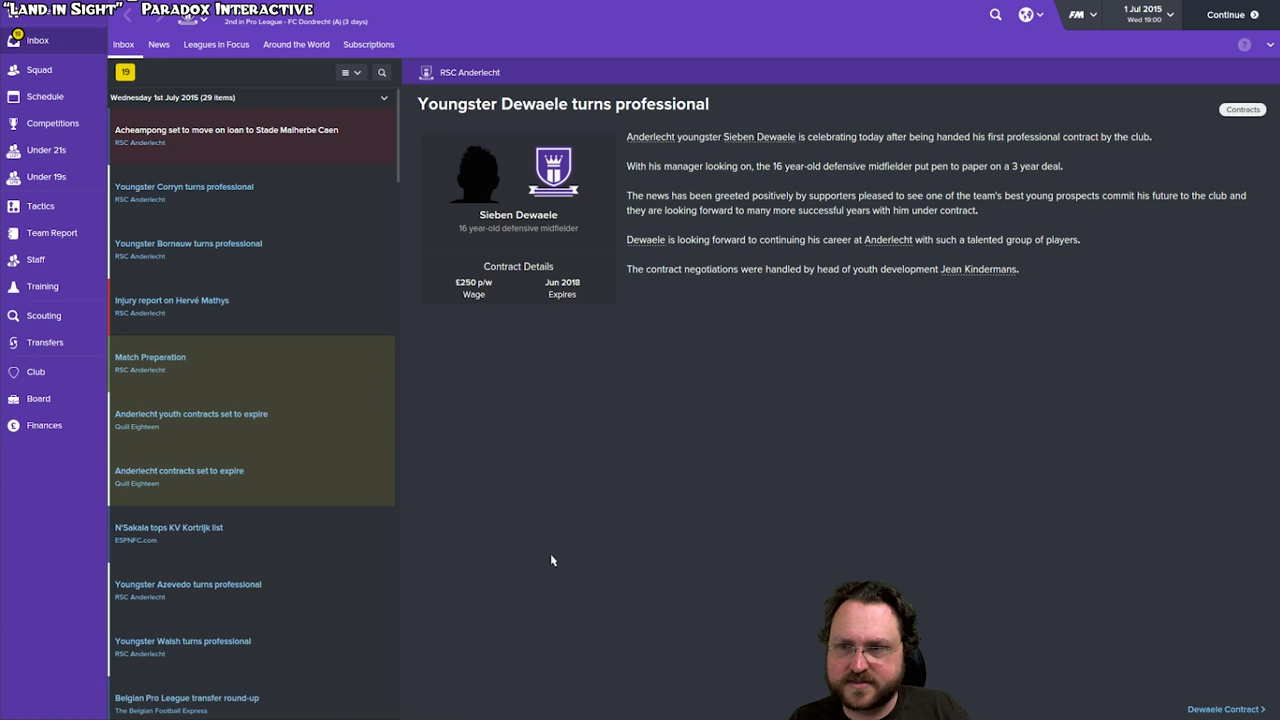 "Land in Sight" – Paradox Interactive
2nd in Pro League - FC Dordrecht (A) (3 days)
FM
1 Jul 2015
Wed 19:00
Continue
19
Inbox
Inbox
News
Leagues in Focus
Around the World
Subscriptions
?
Squad
Schedule
Competitions
Under 21s
Under 19s
Tactics
Team Report
Staff
Training
Scouting
Transfers
Club
Board
Finances
19
Wednesday 1st July 2015 (29 items)
Acheampong set to move on loan to Stade Malherbe Caen
RSC Anderlecht
Youngster Corryn turns professional
RSC Anderlecht
Youngster Bornauw turns professional
RSC Anderlecht
Injury report on Hervé Mathys
RSC Anderlecht
Match Preparation
RSC Anderlecht
Anderlecht youth contracts set to expire
Quill Eighteen
Anderlecht contracts set to expire
Quill Eighteen
N'Sakala tops KV Kortrijk list
ESPNFC.com
Youngster Azevedo turns professional
RSC Anderlecht
Youngster Walsh turns professional
RSC Anderlecht
Belgian Pro League transfer round-up
The Belgian Football Express
RSC Anderlecht
Youngster Dewaele turns professional
Contracts
Sieben Dewaele
16 year-old defensive midfielder
Contract Details
£250 p/w
Jun 2018
Wage
Expires
Anderlecht youngster Sieben Dewaele is celebrating today after being handed his first professional contract by the club.
With his manager looking on, the 16 year-old defensive midfielder put pen to paper on a 3 year deal.
The news has been greeted positively by supporters pleased to see one of the team's best young prospects commit his future to the club and
they are looking forward to many more successful years with him under contract.
Dewaele is looking forward to continuing his career at Anderlecht with such a talented group of players.
The contract negotiations were handled by head of youth development Jean Kindermans.
Dewaele Contract >